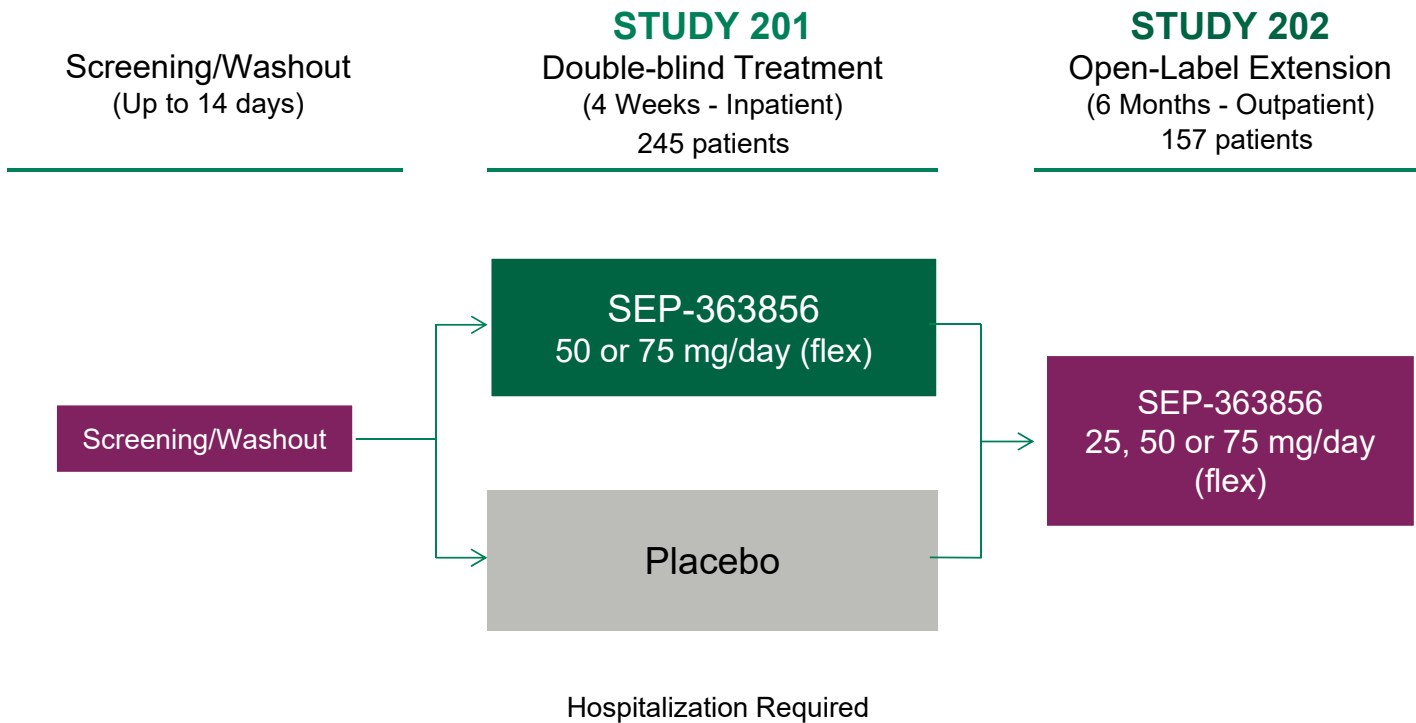 Screening/Washout
(Up to 14 days)
STUDY 201
Double-blind Treatment
(4 Weeks - Inpatient)
245 patients
STUDY 202
Open-Label Extension
(6 Months - Outpatient)
157 patients
Screening/Washout
SEP-363856
50 or 75 mg/day (flex)
Placebo
SEP-363856
25, 50 or 75 mg/day
(flex)
Hospitalization Required